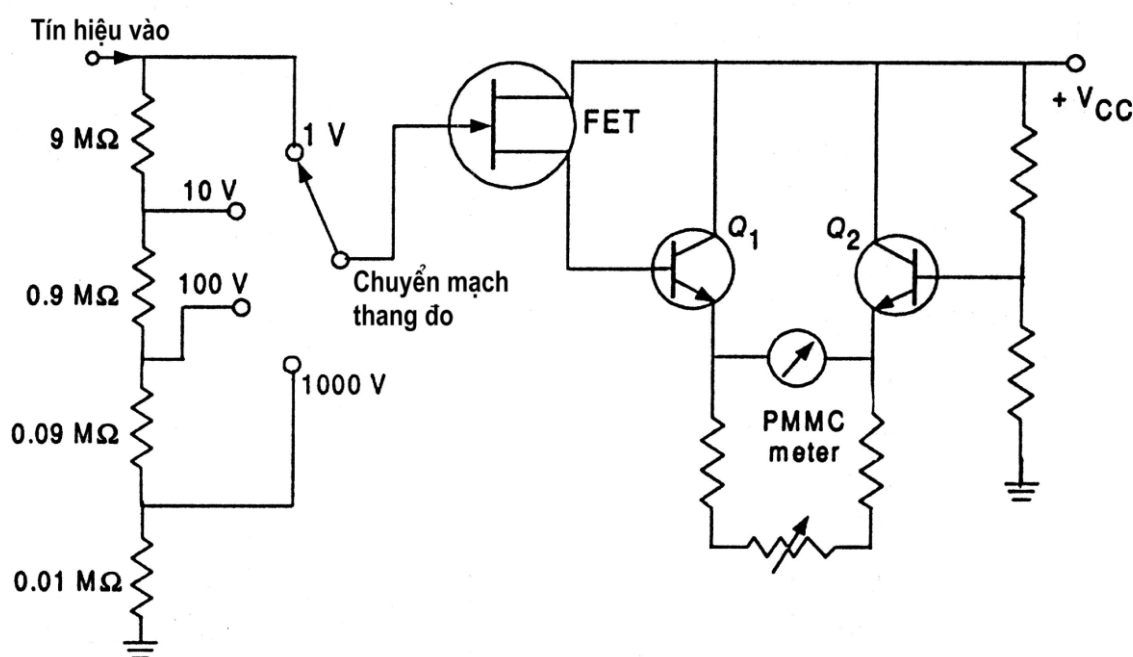 Tín hiệu vào
9 MΩ
1 V
10 V
0.9 MΩ
100 V
Chuyển mạch
thang đo
1000 V
0.09 MΩ
0.01 MΩ
FET
+ VCC
Q1
Q2
PMMC
meter